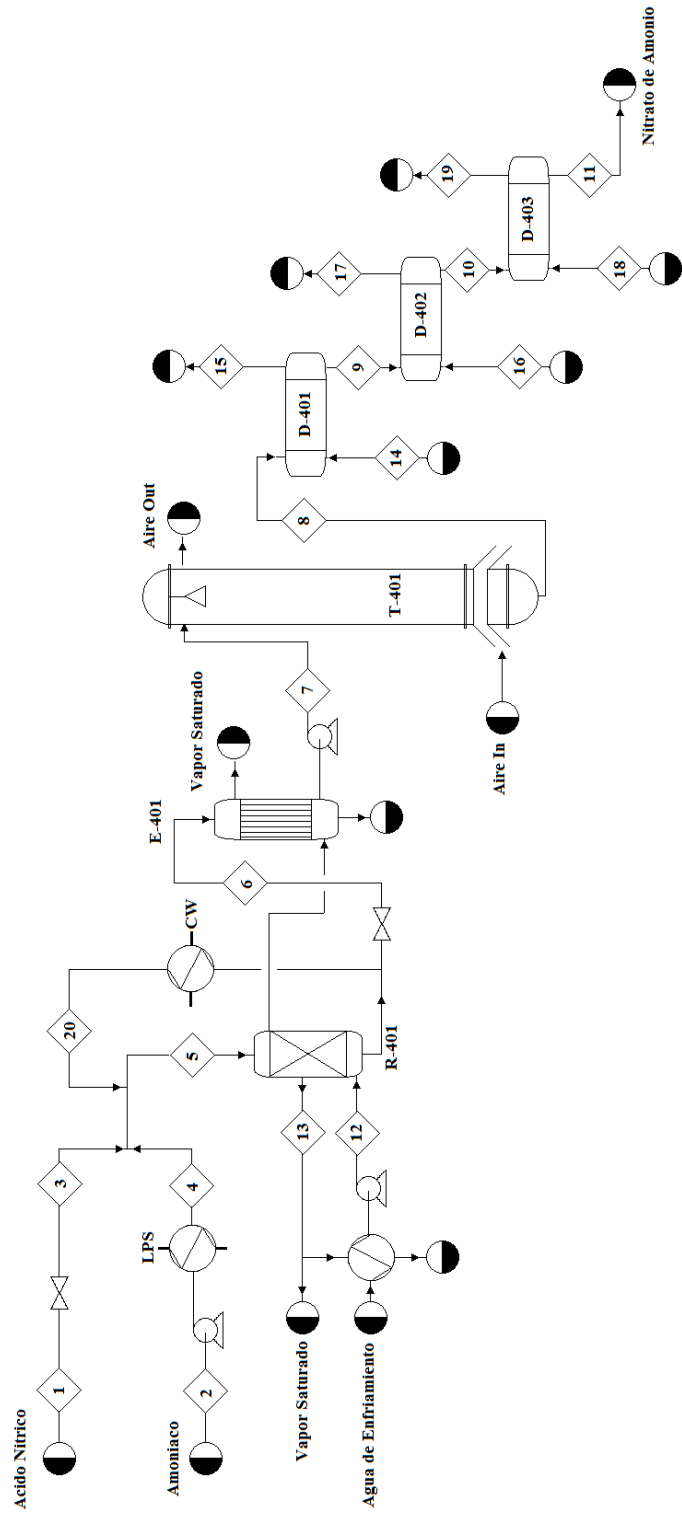 Acido Nítrico
1
3
20
Amoniaco
2
LPS
4
CW
5
6
E-401
Vapor Saturado
7
Aire Out
8
15
17
19
Nitrato de Amonio
D-401
9
D-402
10
D-403
11
14
16
18
T-401
Aire In
R-401
13
12
Vapor Saturado
Agua de Enfriamiento